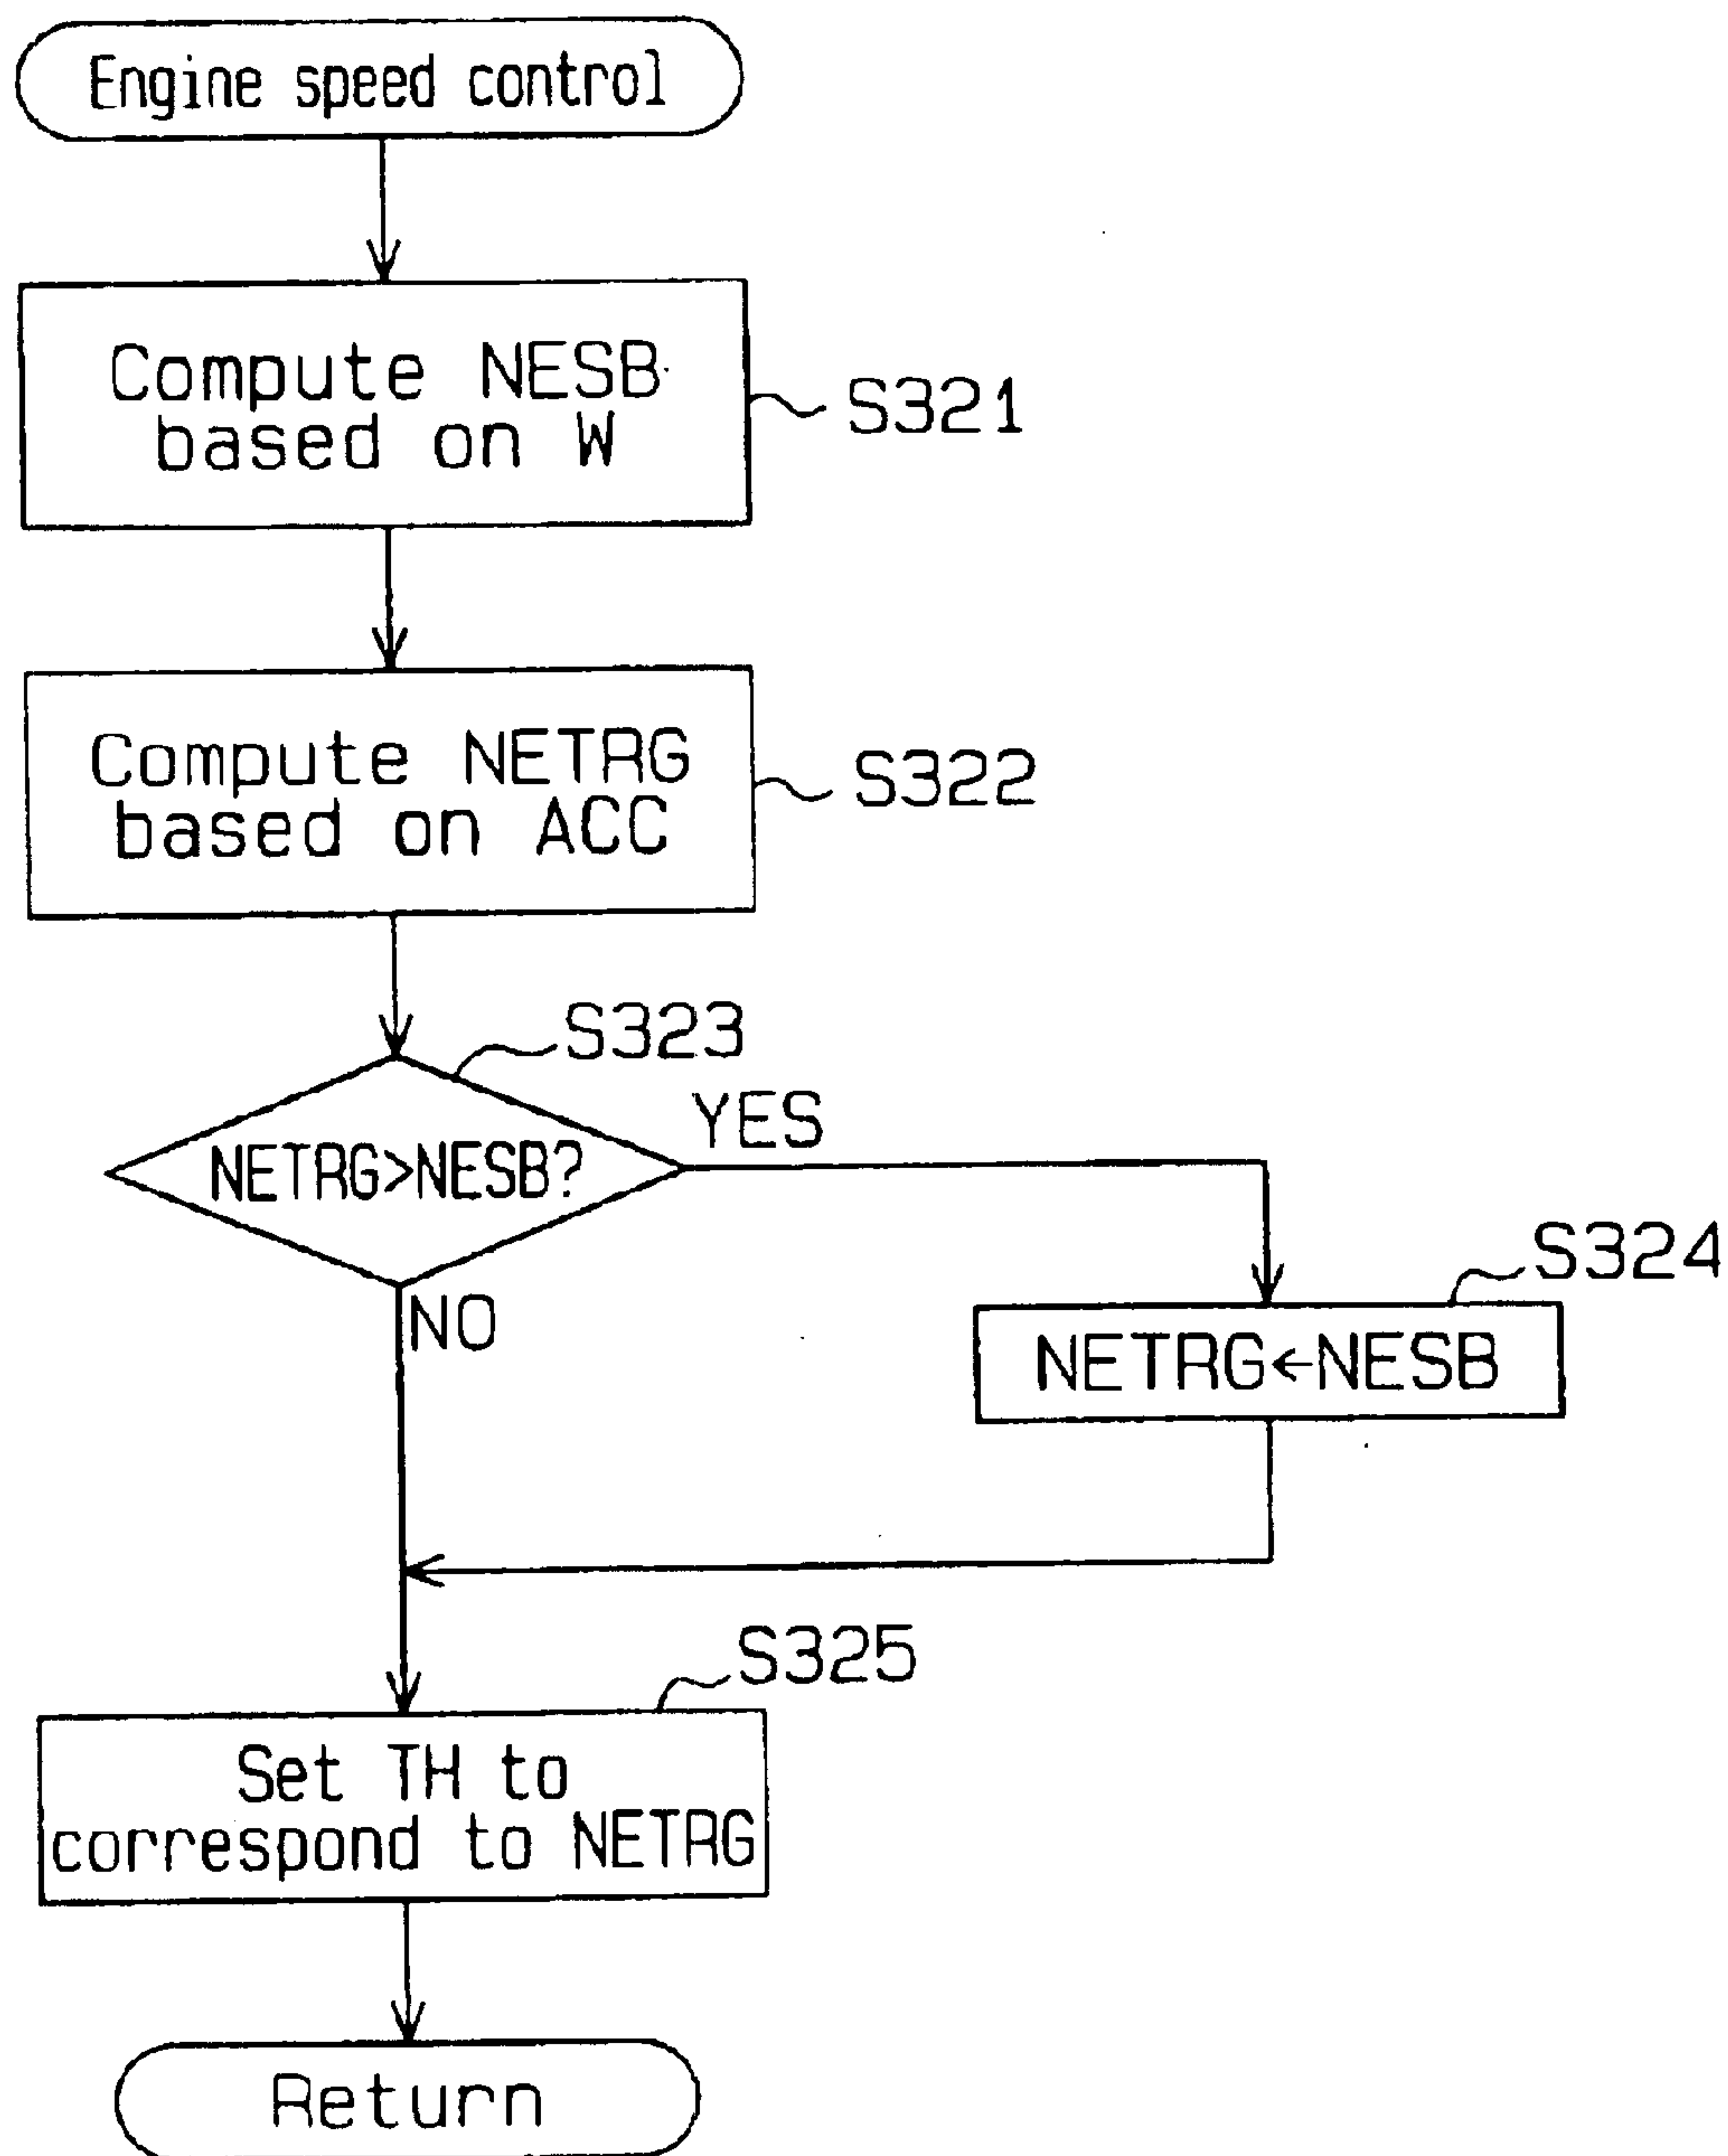 Engine speed control
Compute NESB
based on W
S321
Compute NETRG
based on ACC
S322
S323
NETRG>NESB?
YES
NO
S324
NETRG←NESB
S325
Set TH to
correspond to NETRG
Return